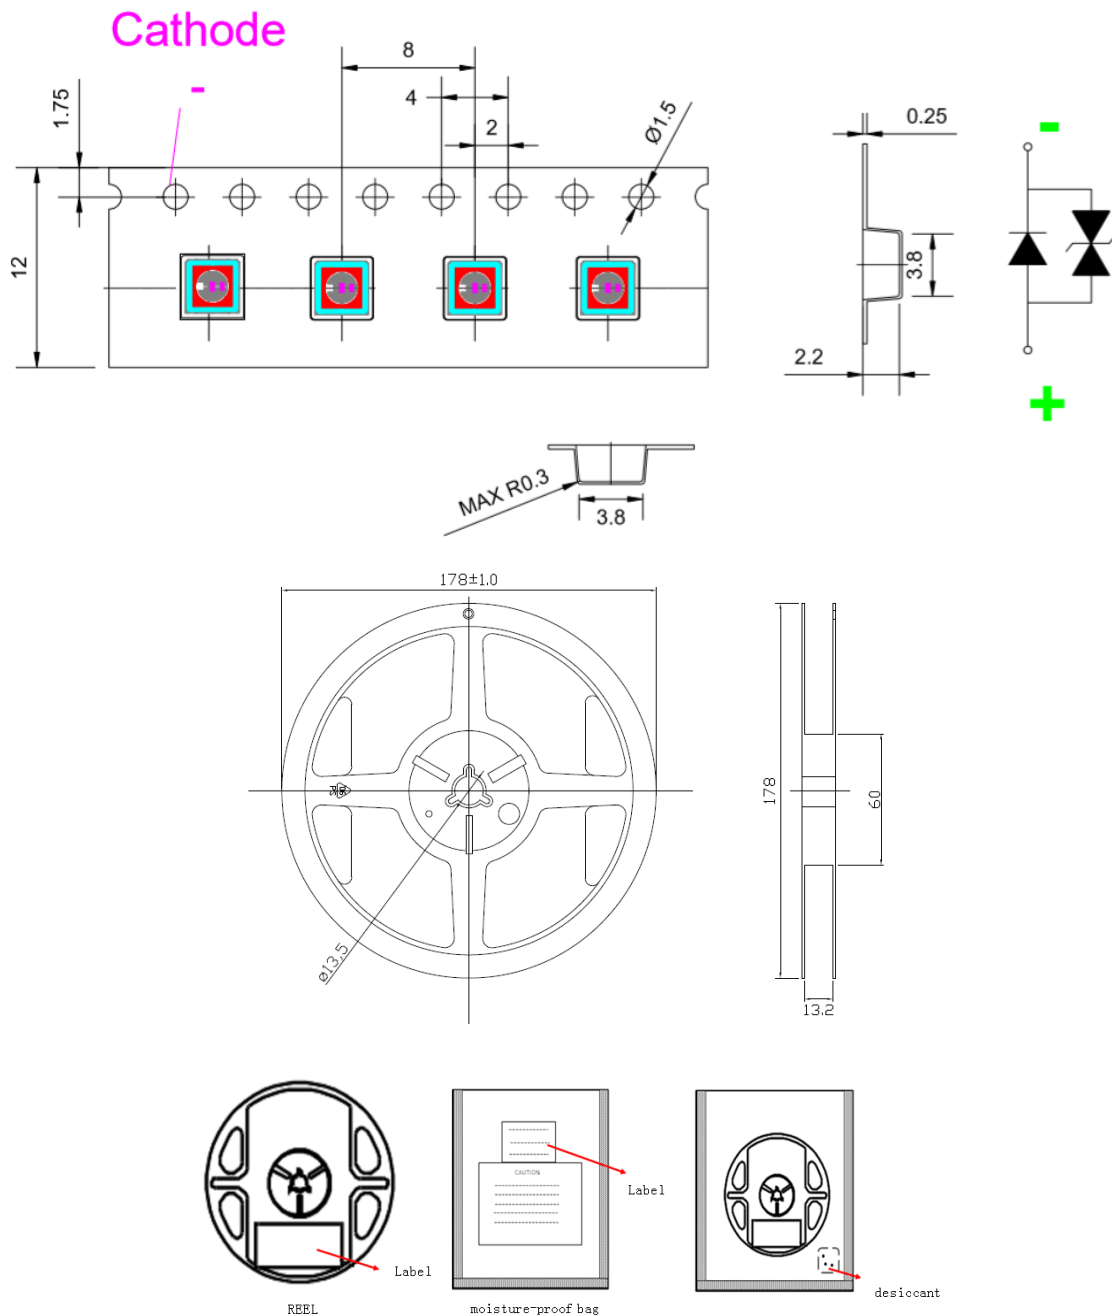 Cathode
-
8
4
2
1.75
Ø1.5
12
0.25
3.8
2.2
-
+
MAX R0.3
3.8
178±1.0
ø13,5
178
60
13.2
CAUTION
Label
Label
desiccant
REEL
moisture-proof bag